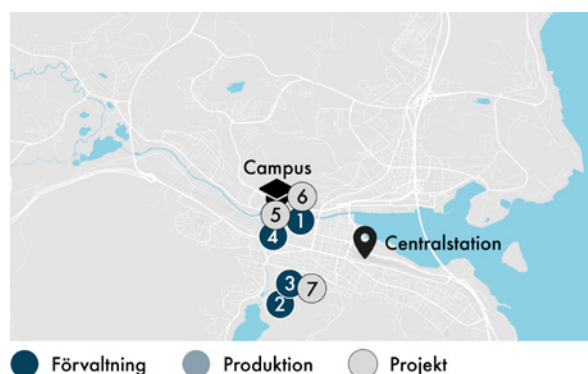 Campus
6
5
1
4
Centralstation
3
7
2
Förvaltning
Produktion
Projekt